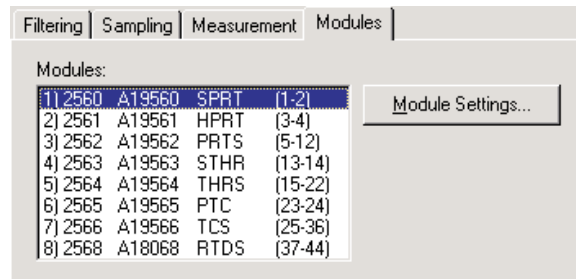 Filtering Sampling Measurement Modules
Modules:
1) 2560 A19560 SPRT (1-2)
Module Settings...
2) 2561 A19561 HPRT (3-4)
3) 2562 A19562 PRTS (5-12)
4) 2563 A19563 STHR (13-14)
5) 2564 A19564 THRS (15-22)
6) 2565 A19565 PTC (23-24)
7) 2566 A19566 TCS (25-36)
8) 2568 A18068 RTDS (37-44)